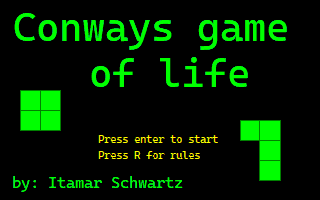 Conways game
of life
Press enter to start
Press R for rules
by: Itamar Schwartz